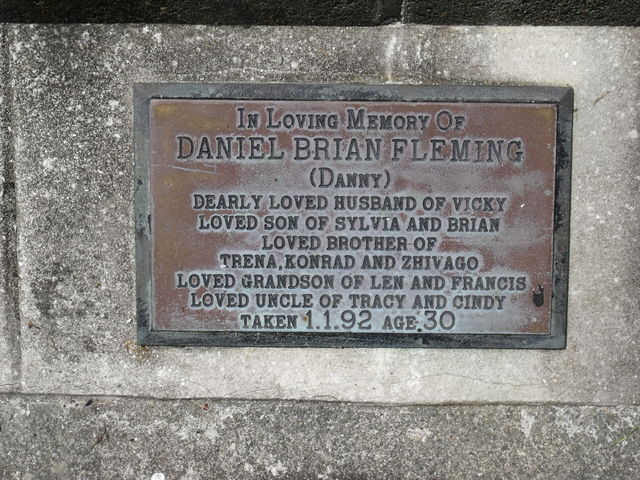 In Loving Memory Of
DANIEL BRIAN FLEMING
(Danny)
DEARLY LOVED HUSBAND OF VICKY
LOVED SON OF SYLVIA AND BRIAN
LOVED BROTHER OF
TRENA, KONRAD AND ZHIVAGO
LOVED GRANDSON OF LEN AND FRANCIS
LOVED UNCLE OF TRACY AND CINDY
TAKEN 1.1.92 AGE 30